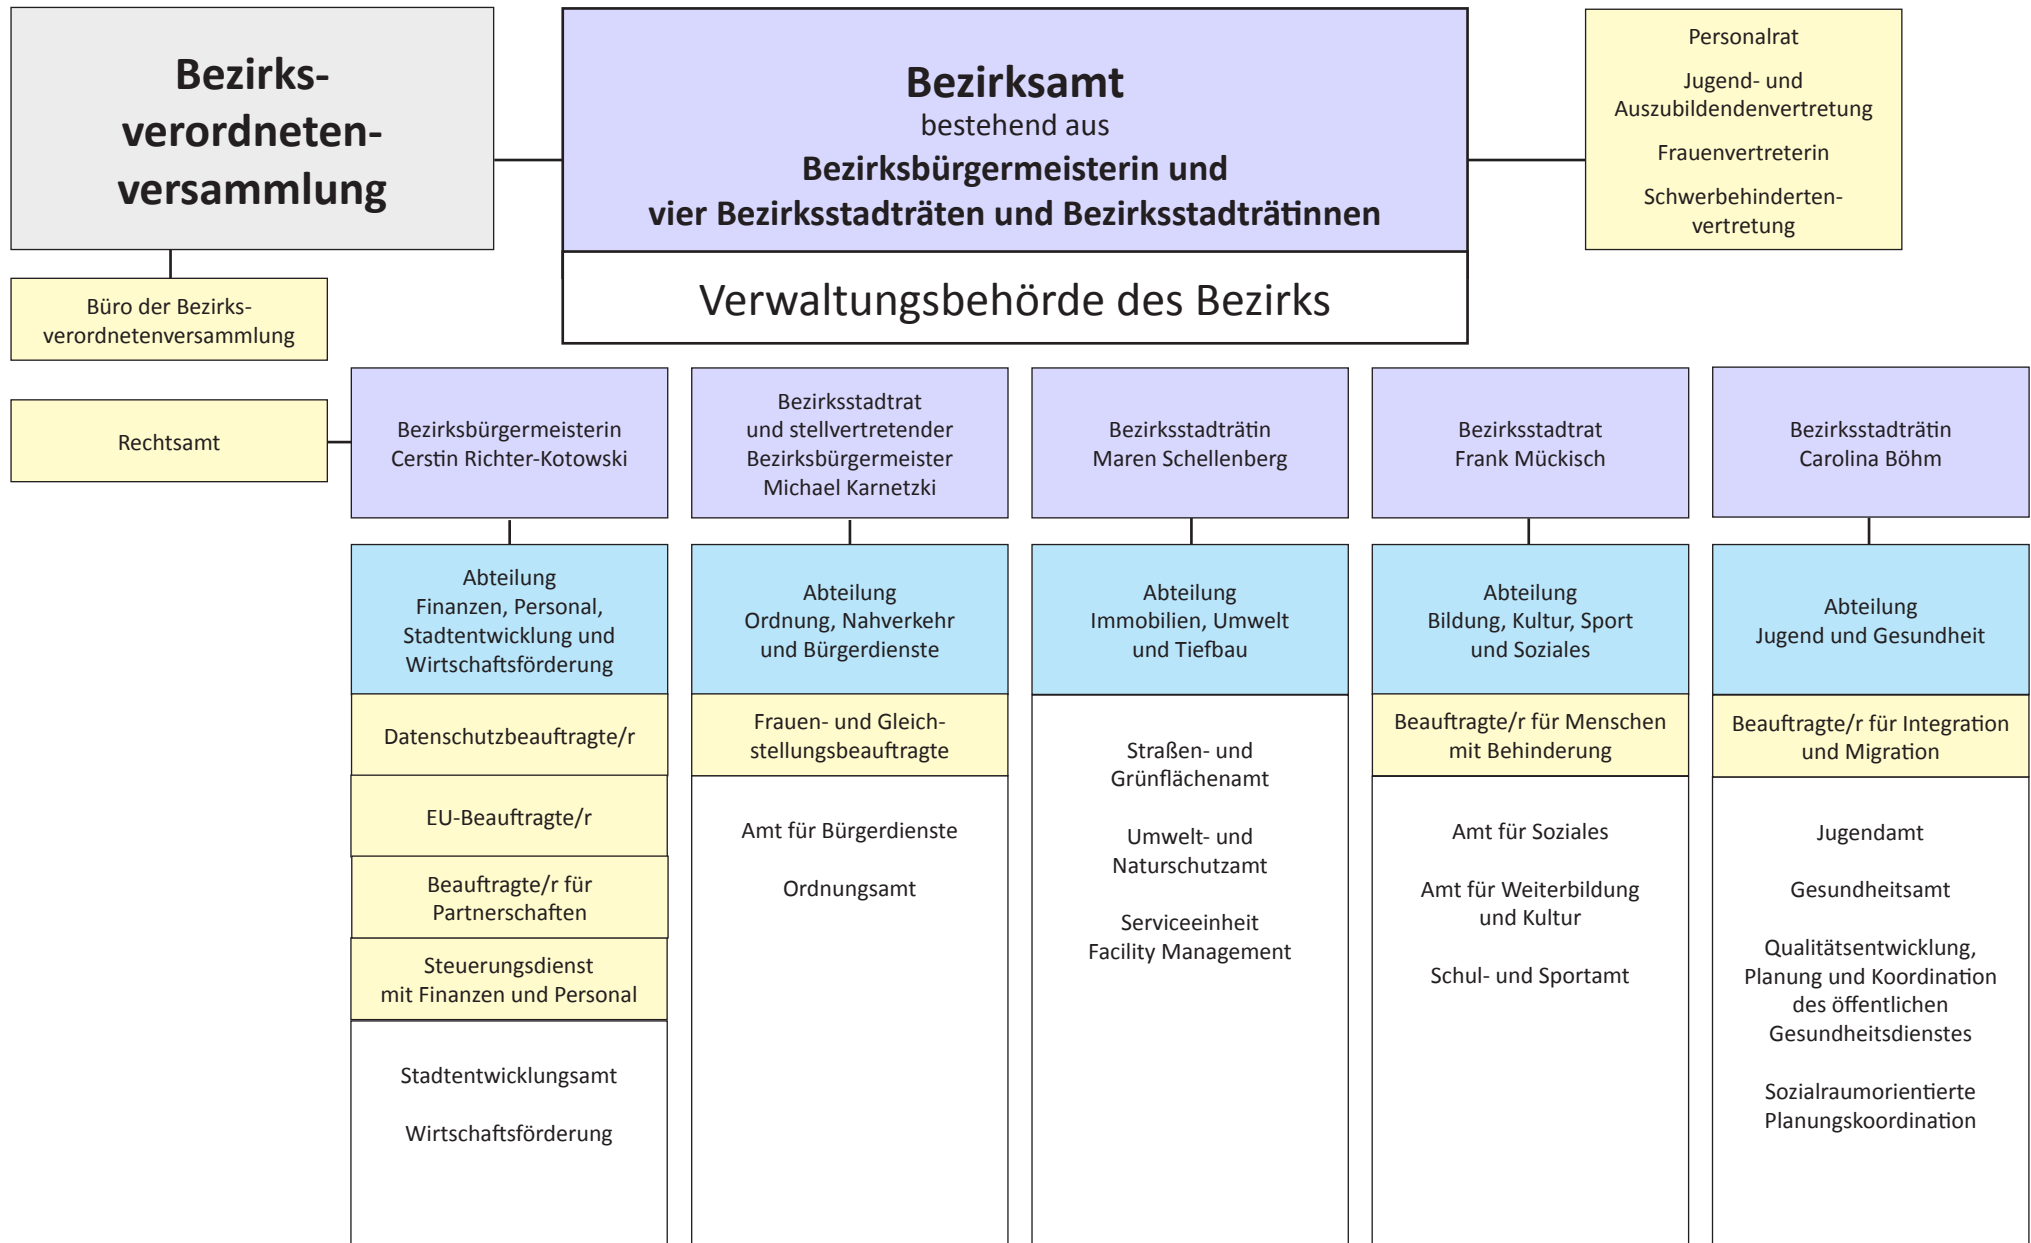 Bezirks-
verordneten-
versammlung
Bezirksamt
bestehend aus
Bezirksbürgermeisterin und
vier Bezirksstadträten und Bezirksstadträtinnen
Verwaltungsbehörde des Bezirks
Personalrat
Jugend- und
Auszubildendenvertretung
Frauenvertreterin
Schwerbehinderten-
vertretung
Büro der Bezirks-
verordnetenversammlung
Rechtsamt
Bezirksbürgermeisterin
Cerstin Richter-Kotowski
Bezirksstadtrat
und stellvertretender
Bezirksbürgermeister
Michael Karnetzki
Bezirksstadträtin
Maren Schellenberg
Bezirksstadtrat
Frank Mückisch
Bezirksstadträtin
Carolina Böhm
Abteilung
Finanzen, Personal,
Stadtentwicklung und
Wirtschaftsförderung
Datenschutzbeauftragte/r
EU-Beauftragte/r
Beauftragte/r für
Partnerschaften
Steuerungsdienst
mit Finanzen und Personal
Stadtentwicklungsamt
Wirtschaftsförderung
Abteilung
Ordnung, Nahverkehr
und Bürgerdienste
Frauen- und Gleich-
stellungsbeauftragte
Amt für Bürgerdienste
Ordnungsamt
Abteilung
Immobilien, Umwelt
und Tiefbau
Straßen- und
Grünflächenamt
Umwelt- und
Naturschutzamt
Serviceeinheit
Facility Management
Abteilung
Bildung, Kultur, Sport
und Soziales
Beauftragte/r für Menschen
mit Behinderung
Amt für Soziales
Amt für Weiterbildung
und Kultur
Schul- und Sportamt
Abteilung
Jugend und Gesundheit
Beauftragte/r für Integration
und Migration
Jugendamt
Gesundheitsamt
Qualitätsentwicklung,
Planung und Koordination
des öffentlichen
Gesundheitsdienstes
Sozialraumorientierte
Planungskoordination